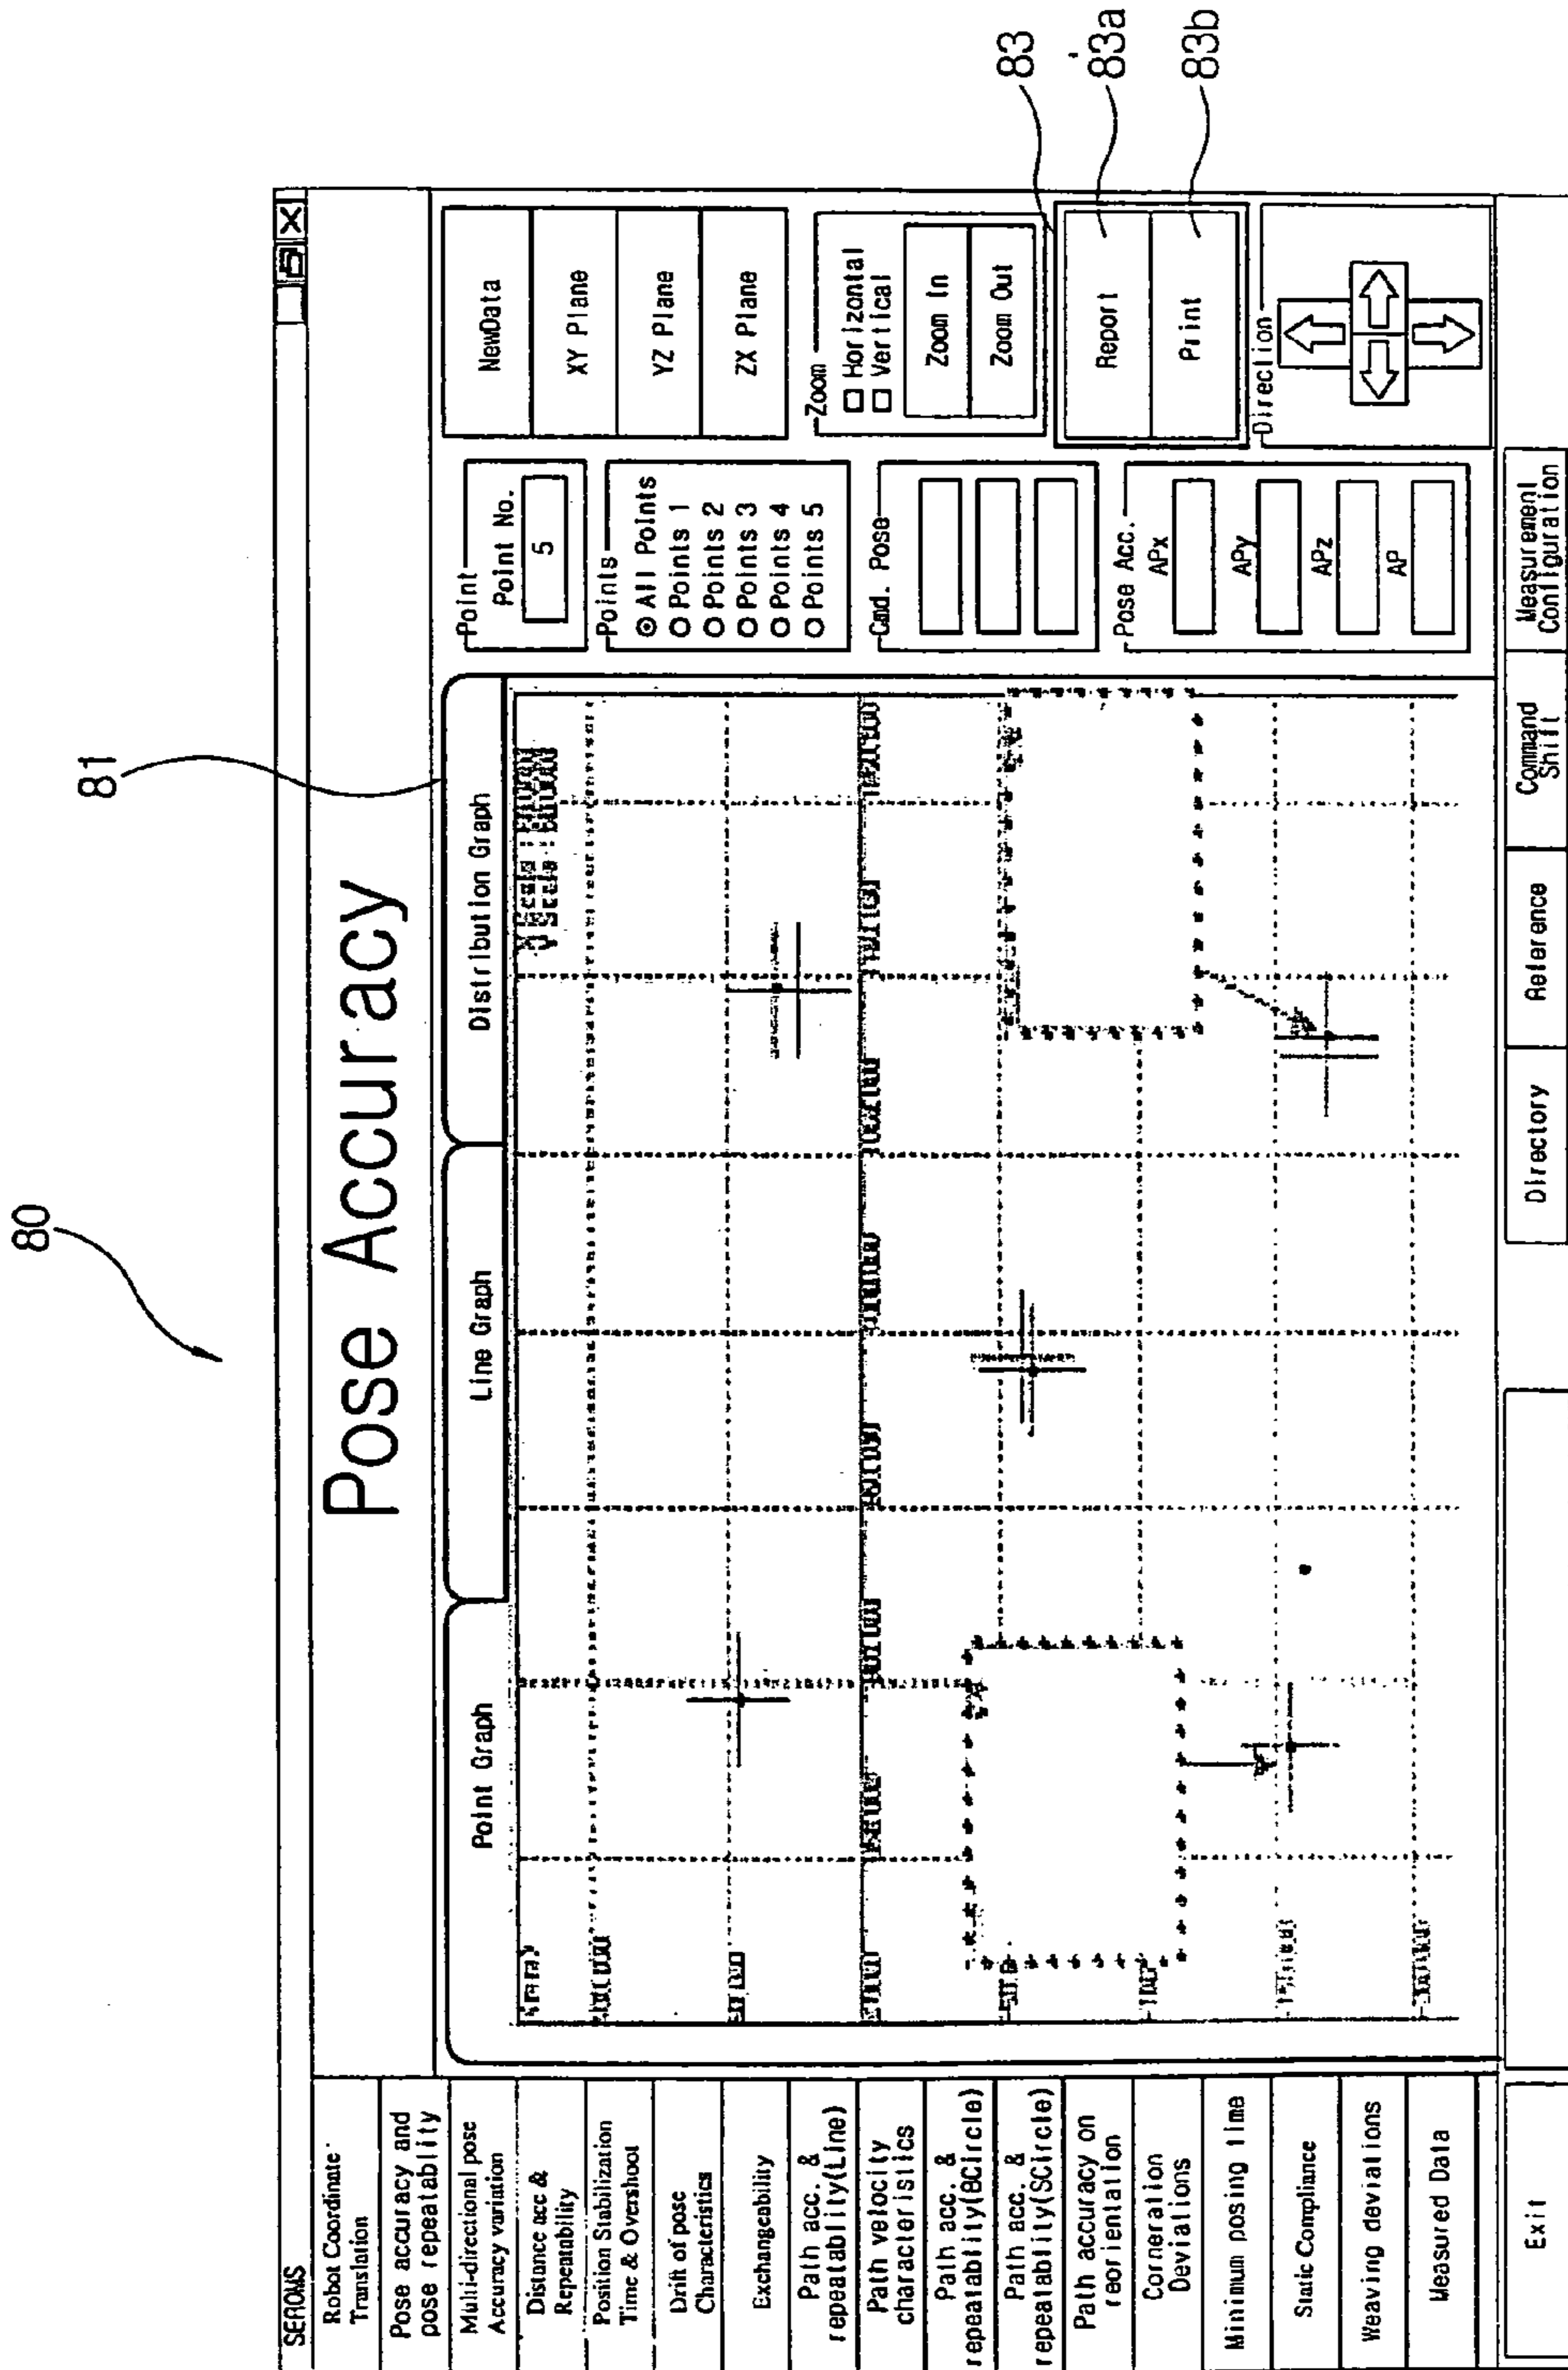 80
81
83
83a
83b
SEROMS
Pose Accuracy
Robot Coordinate
Translation
Pose accuracy and
pose repeatablity
Multi-directional pose
Accuracy variation
Distance acc &
Repeatability
Position Stabilization
Time & Overshoot
Drift of pose
Characteristics
Exchangeability
Path acc. &
repeatablity(Line)
Path velocity
characteristics
Path acc. &
repeatablity(BCircle)
Path acc. &
repeatablity(SCircle)
Path accuracy on
reorientation
Corneration
Deviations
Minimum posing time
Static Compliance
Weaving deviations
Measured Data
Exit
Point Graph
Line Graph
Distribution Graph
Point
Point No.
5
Points
All Points
Points 1
Points 2
Points 3
Points 4
Points 5
Cmd. Pose
Pose Acc.
APx
APy
APz
AP
NewData
XY Plane
YZ Plane
ZX Plane
Zoom
Horizontal
Vertical
Zoom In
Zoom Out
Report
Print
Direction
Directory
Reference
Command
Shift
Measurement
Configuration